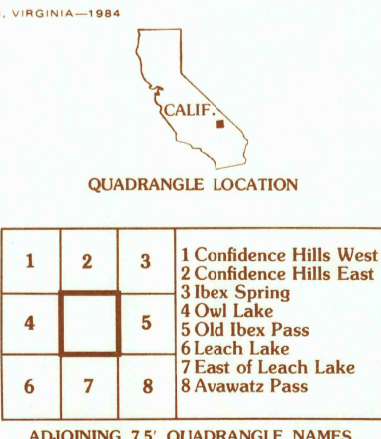 , VIRGINIA—1984
CALIF.
QUADRANGLE LOCATION
1 2 3
4 5
6 7 8
1 Confidence Hills West
2 Confidence Hills East
3 Ibex Spring
4 Owl Lake
5 Old Ibex Pass
6 Leach Lake
7 East of Leach Lake
8 Avawatz Pass
ADJOINING 7.5' QUADRANGLE NAMES